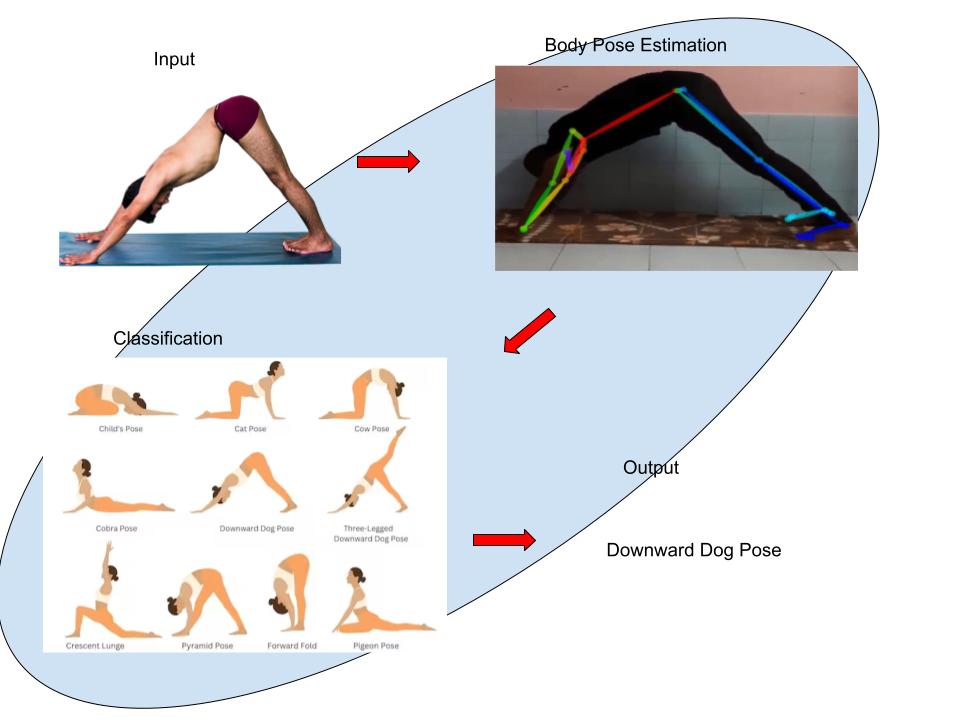 Input
Body Pose Estimation
Classification
Child's Pose
Cat Pose
Cow Pose
Cobra Pose
Downward Dog Pose
Three-Legged
Downward Dog Pose
Crescent Lunge
Pyramid Pose
Forward Fold
Pigeon Pose
Output
Downward Dog Pose